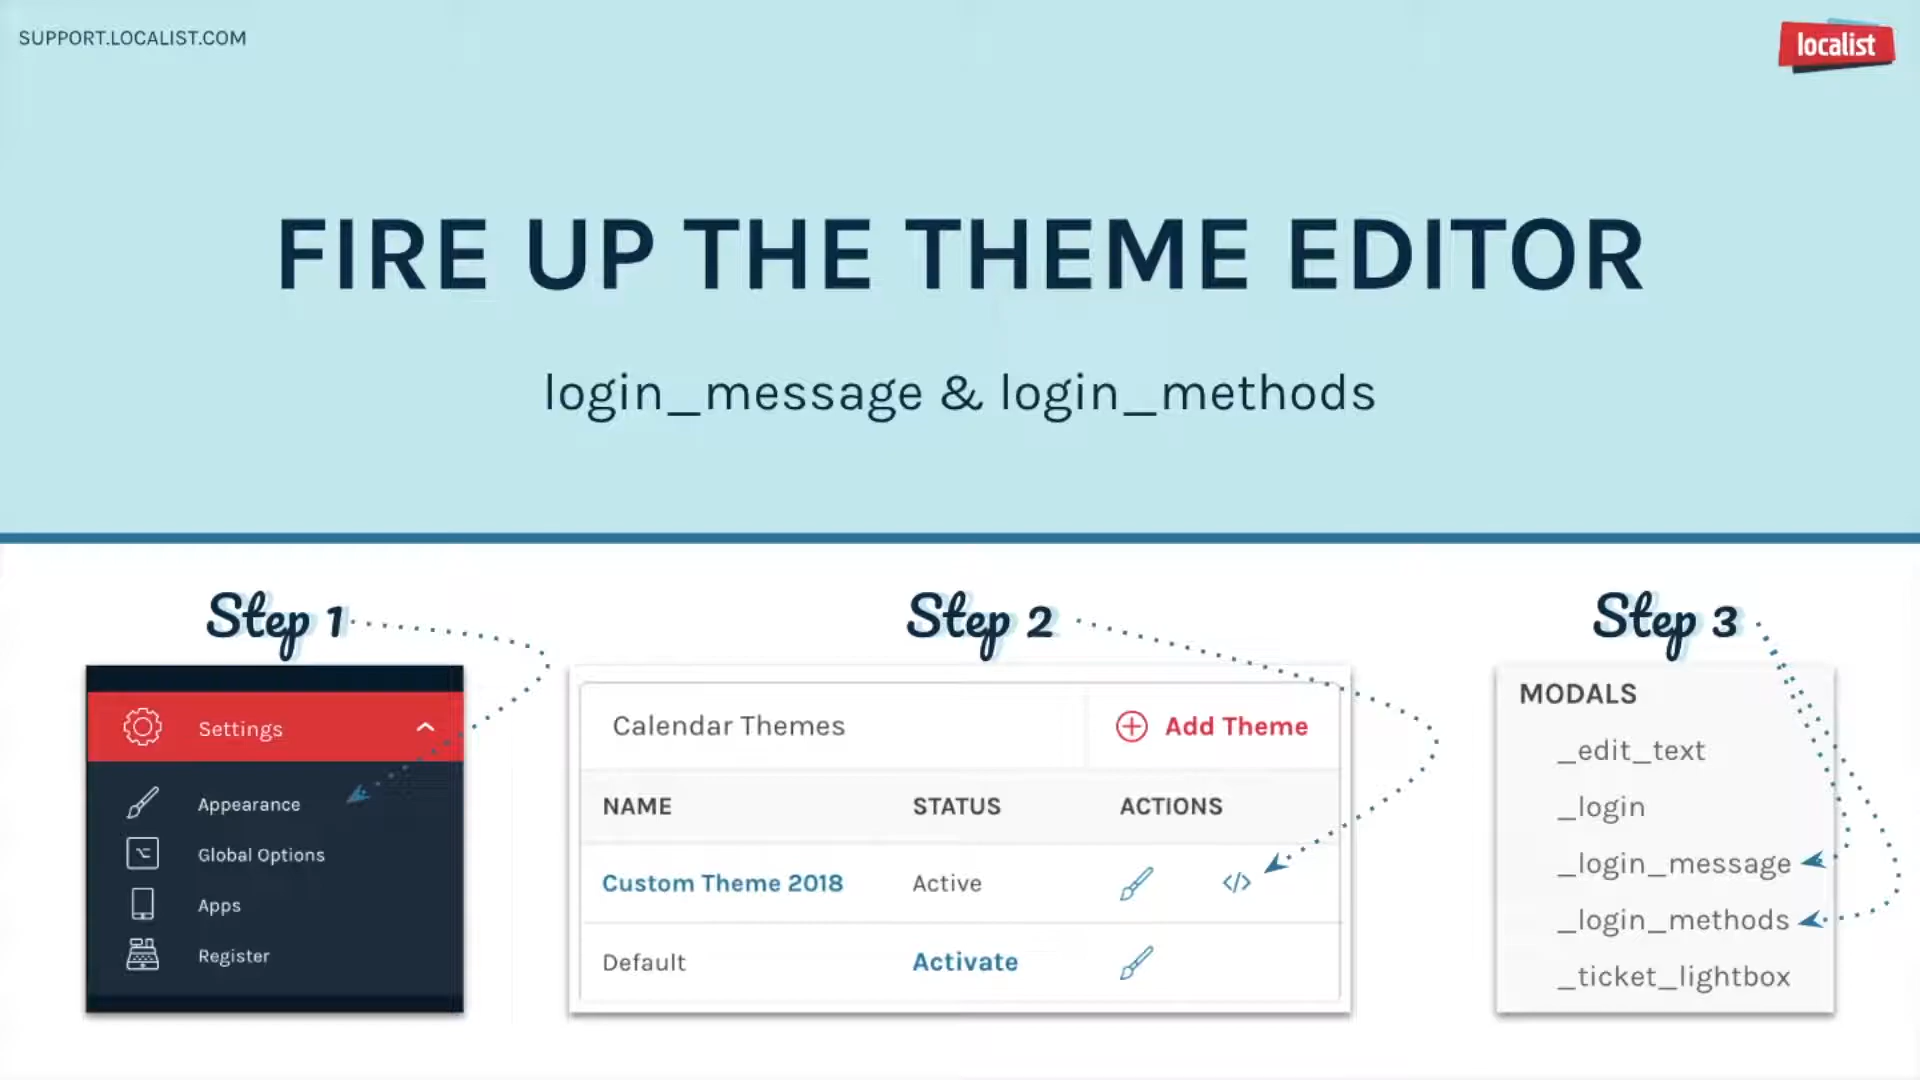 SUPPORT.LOCALIST.COM
localist
FIRE UP THE THEME EDITOR
login_message & login_methods
Step 1
Settings
Appearance
Global Options
Apps
Register
Step 2
Calendar Themes
Add Theme
NAME STATUS ACTIONS
Custom Theme 2018 Active </>
Default Activate
Step 3
MODALS
_edit_text
_login
_login_message
_login_methods
_ticket_lightbox